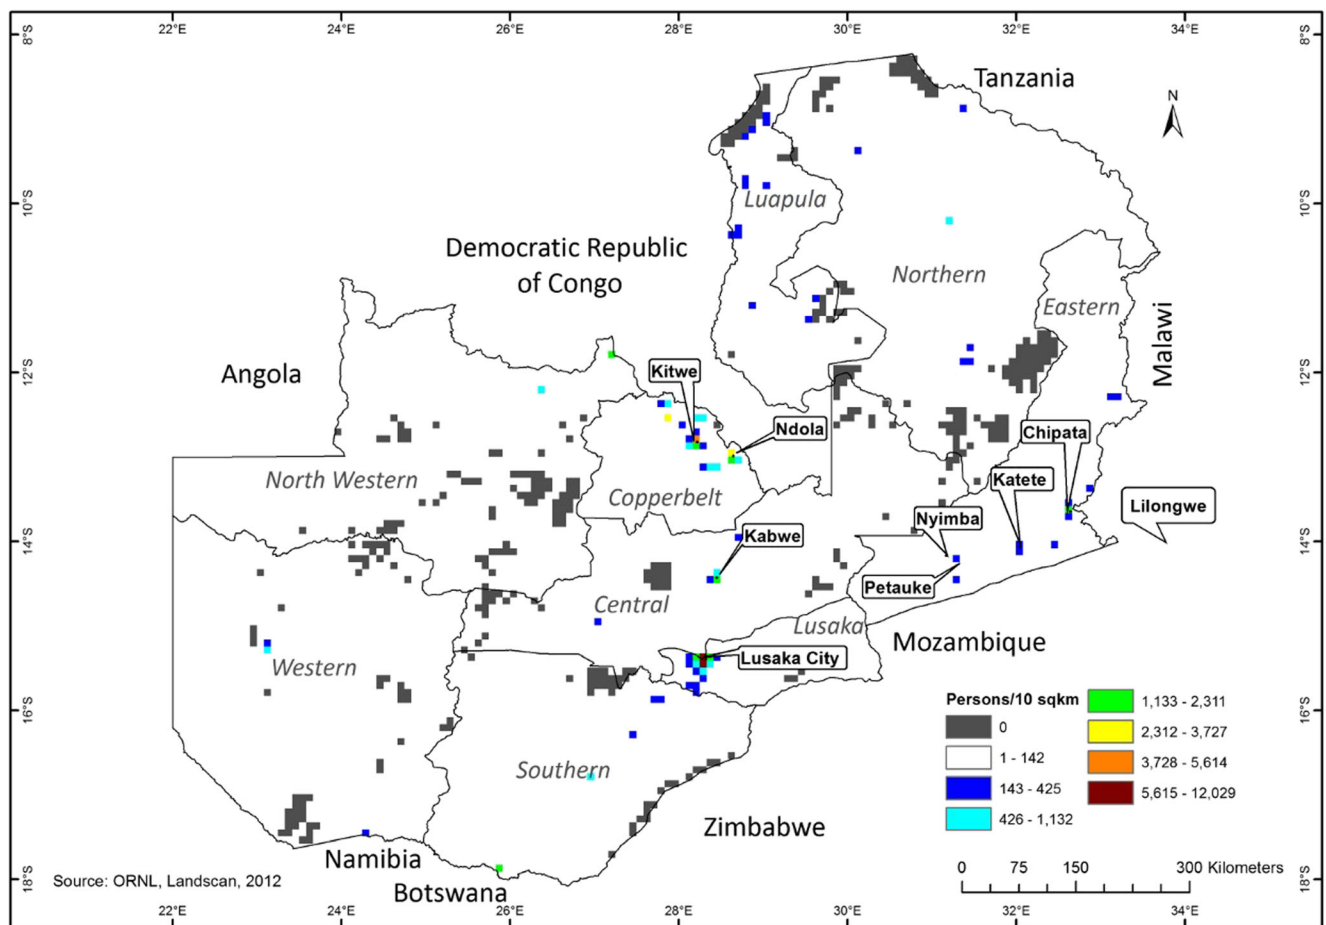 22°E 24°E 26°E 28°E 30°E 32°E 34°E
8°S 8°S
Tanzania
N
10°S Luapula 10°S
Democratic Republic
of Congo
Northern
Eastern
Malawi
12°S Angola 12°S
Kitwe
Ndola
Chipata
North Western
Copperbelt
Katete
Lilongwe
Nyimba
14°S Kabwe 14°S
Petauke
Central
Lusaka
Western
Lusaka City
Mozambique
16°S 16°S
Southern
Zimbabwe
Namibia
Botswana
18°S 18°S
Persons/10 sqkm
0
1 - 142
143 - 425
426 - 1,132
1,133 - 2,311
2,312 - 3,727
3,728 - 5,614
5,615 - 12,029
0 75 150 300 Kilometers
Source: ORNL, Landscan, 2012
22°E 24°E 26°E 28°E 30°E 32°E 34°E